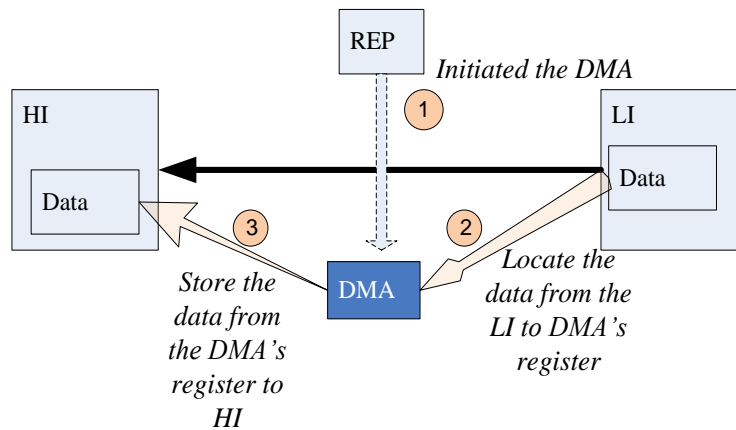 REP
Initiated the DMA
1
HI
LI
Data
Data
3
2
DMA
Store the
data from
the DMA's
register to
HI
Locate the
data from the
LI to DMA's
register